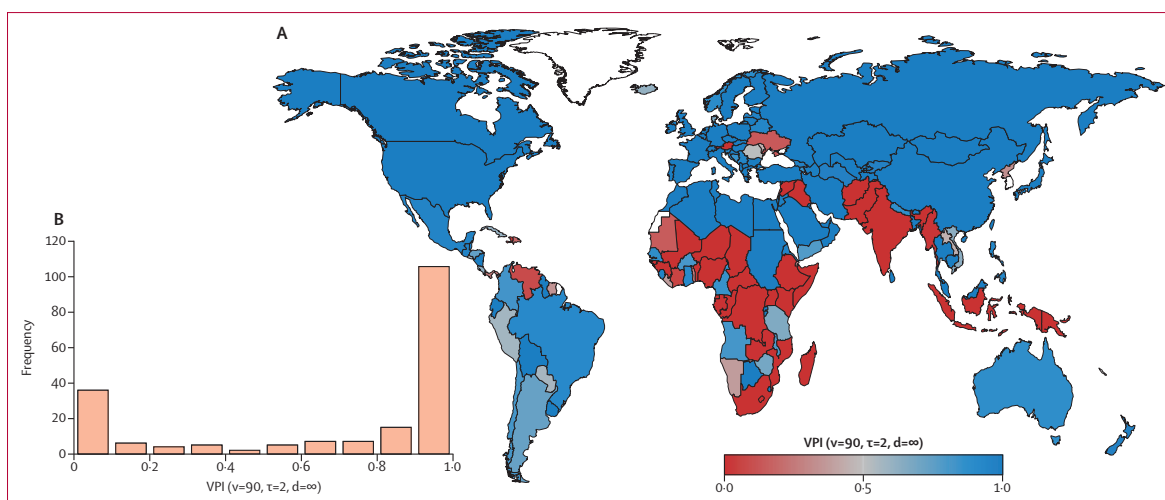 A
B
120
100
80
60
40
20
0
Frequency
0 0·2 0·4 0·6 0·8 1·0
VPI (v=90, τ=2, d=∞)
VPI (v=90, τ=2, d=∞)
0·0 0·5 1·0